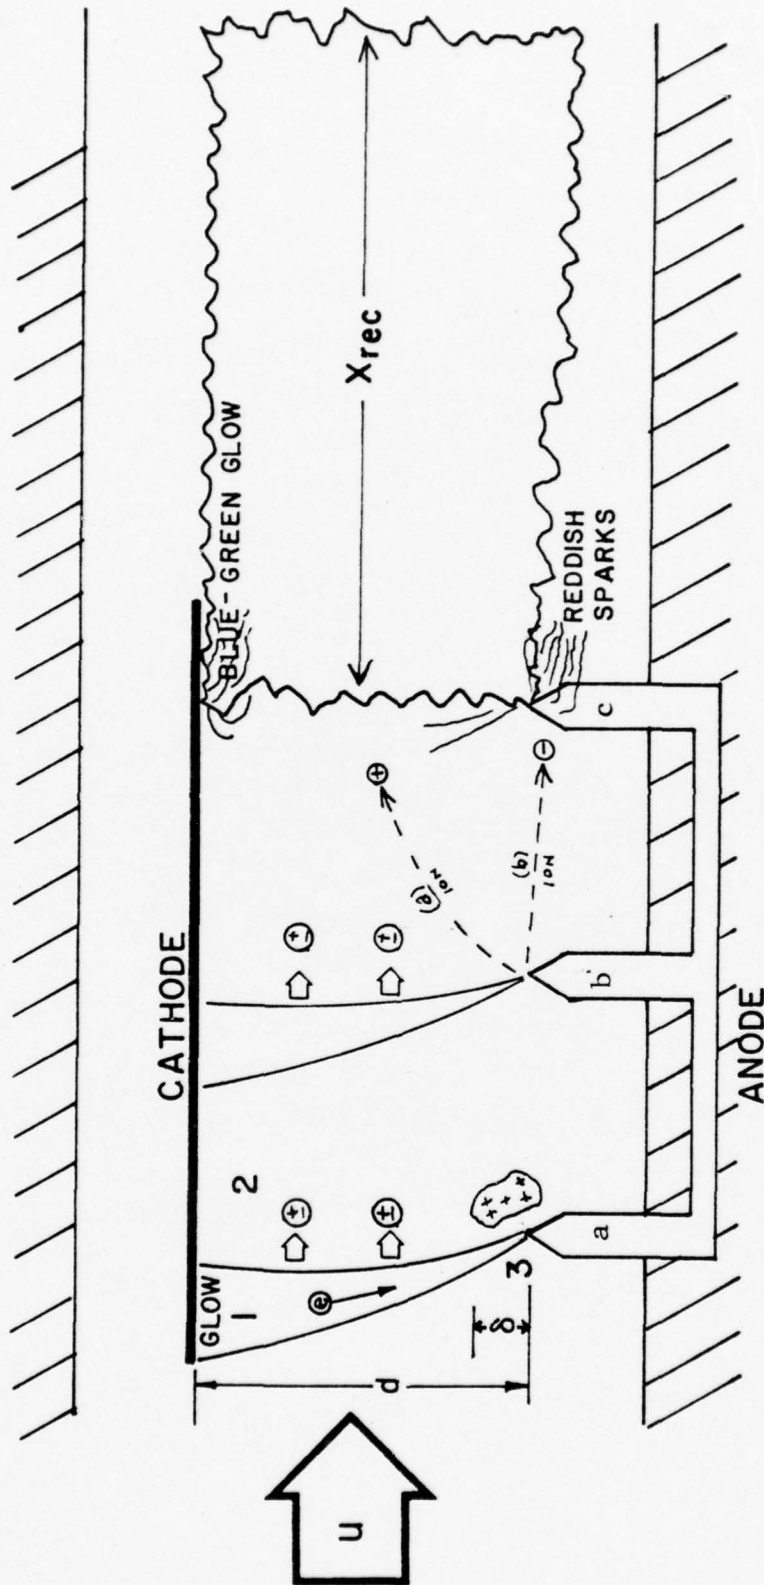 CATHODE
GLOW
1
2
3
e
±
±
±
±
+
-
(a)
ION
(b)
ION
BLUE-GREEN GLOW
REDDISH
SPARKS
Xrec
u
d
δ
+ + + + +
a
b
c
ANODE